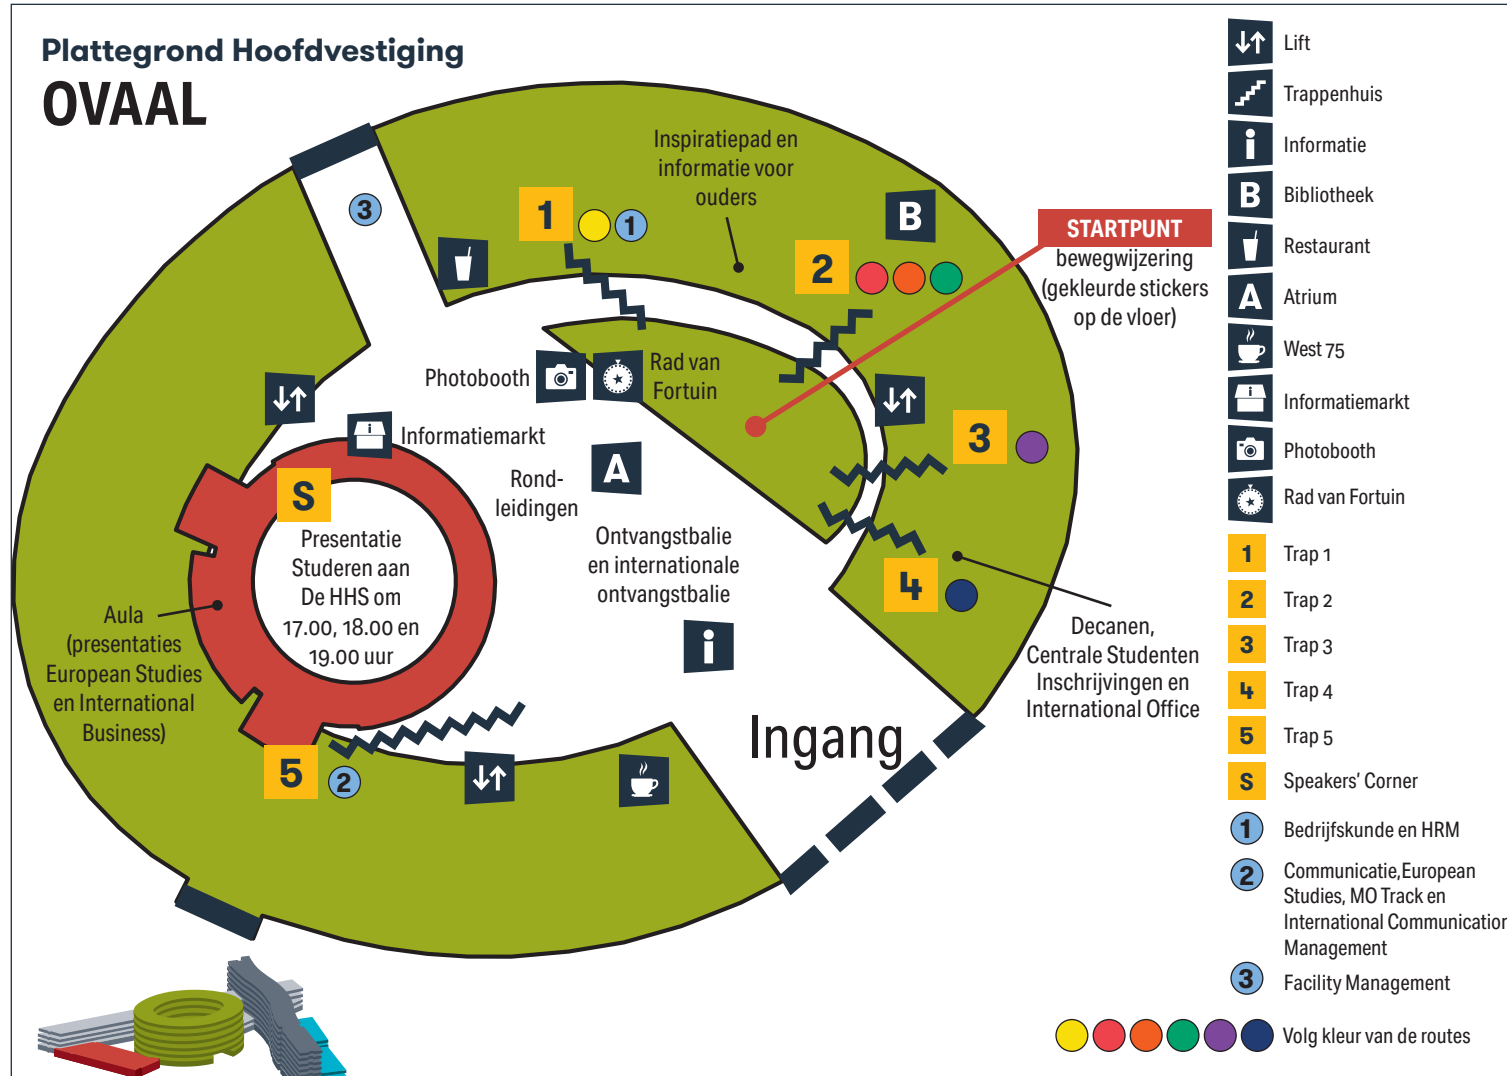 Plattegrond Hoofdvestiging
OVAAL
Inspiratiepad en
informatie voor
ouders
3
1
1
B
2
STARTPUNT
bewegwijzering
(gekleurde stickers
op de vloer)
Photobooth
Rad van
Fortuin
i
Informatiemarkt
3
A
Rond-
leidingen
S
Presentatie
Studeren aan
De HHS om
17.00, 18.00 en
19.00 uur
Ontvangstbalie
en internationale
ontvangstbalie
i
4
Aula
(presentaties
European Studies
en International
Business)
Decanen,
Centrale Studenten
Inschrijvingen en
International Office
Ingang
5
2
Lift
Trappenhuis
i Informatie
B Bibliotheek
Restaurant
A Atrium
West 75
i Informatiemarkt
Photobooth
Rad van Fortuin
1 Trap 1
2 Trap 2
3 Trap 3
4 Trap 4
5 Trap 5
S Speakers' Corner
1 Bedrijfskunde en HRM
2 Communicatie,European
Studies, MO Track en
International Communication
Management
3 Facility Management
Volg kleur van de routes